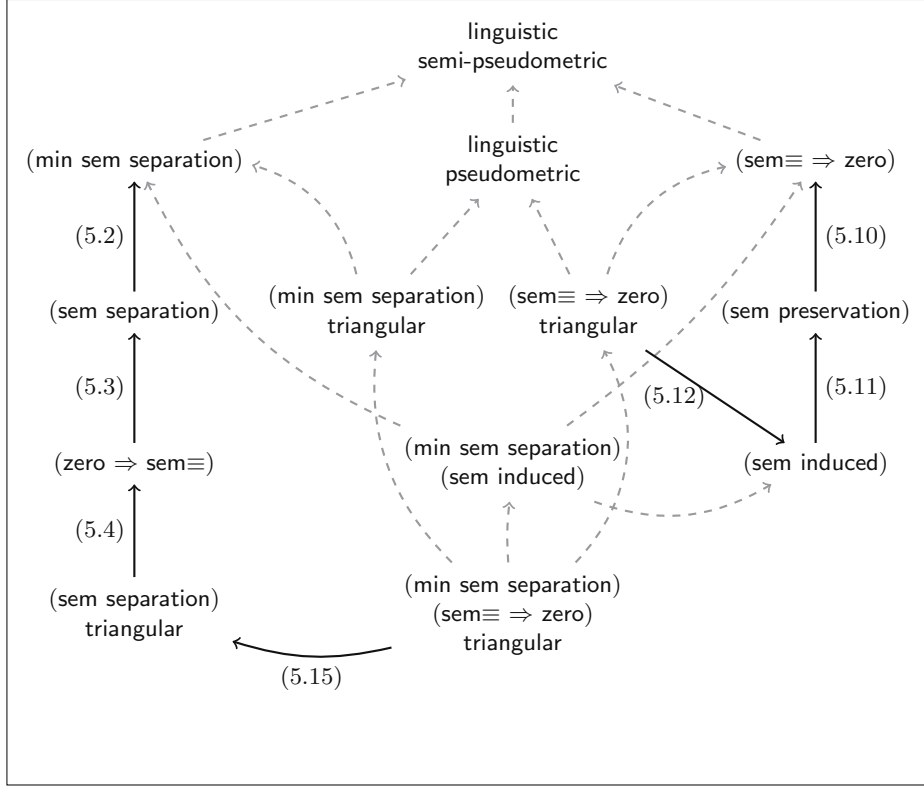 linguistic
semi-pseudometric
linguistic
pseudometric
(min sem separation)
(sem≡ ⇒ zero)
(5.2)
(5.10)
(min sem separation)
triangular
(sem≡ ⇒ zero)
triangular
(sem separation)
(sem preservation)
(5.3)
(5.12)
(5.11)
(min sem separation)
(sem induced)
(zero ⇒ sem≡)
(sem induced)
(5.4)
(sem separation)
triangular
(min sem separation)
(sem≡ ⇒ zero)
triangular
(5.15)